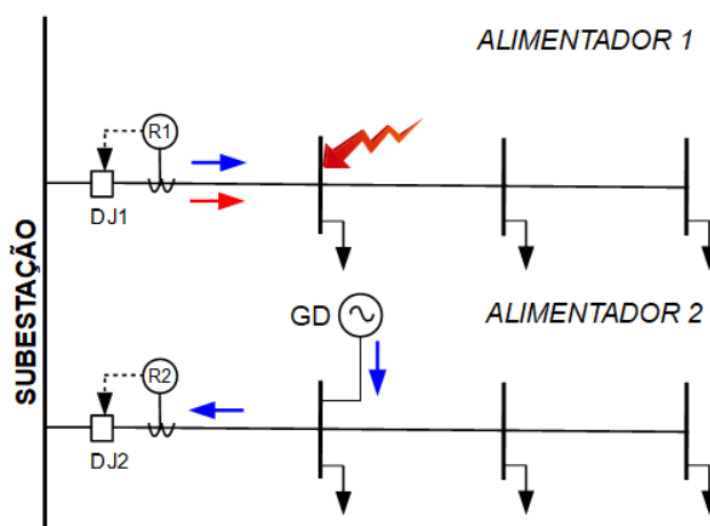 ALIMENTADOR 1
R1
DJ1
SUBESTAÇÃO
GD
ALIMENTADOR 2
R2
DJ2